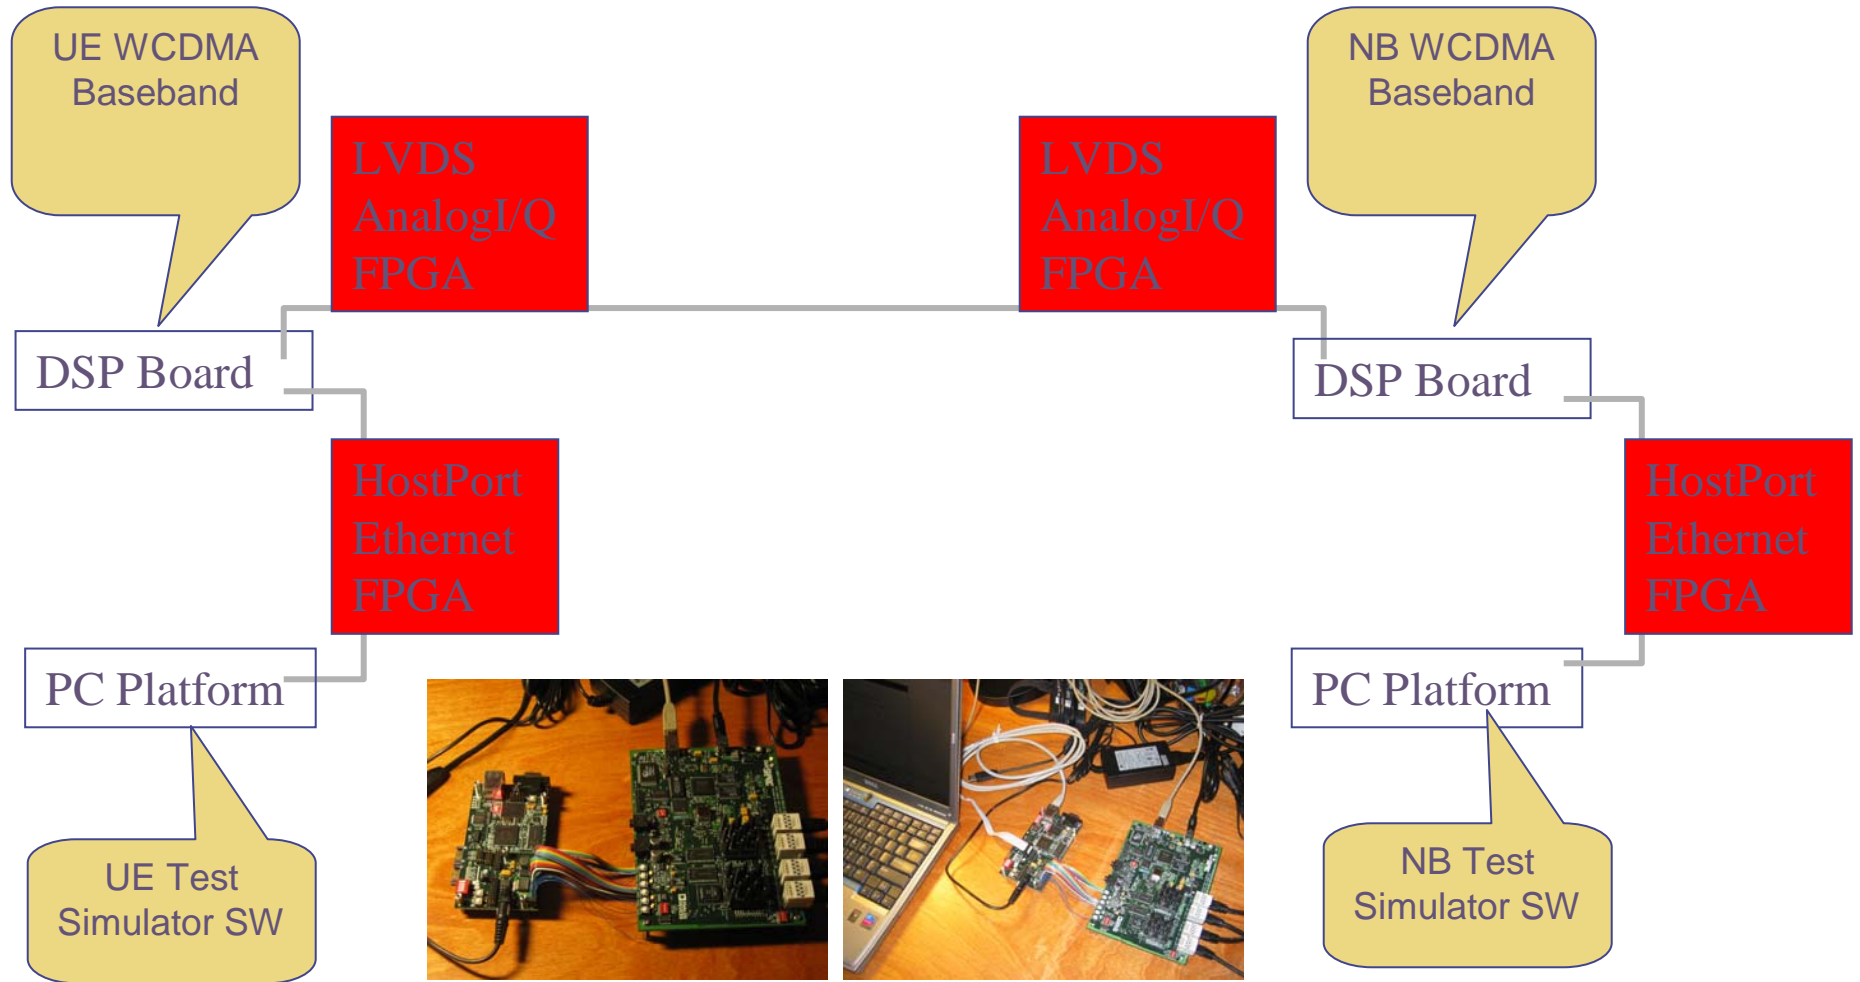 UE WCDMA
Baseband
NB WCDMA
Baseband
LVDS
AnalogI/Q
FPGA
LVDS
AnalogI/Q
FPGA
DSP Board
DSP Board
HostPort
Ethernet
FPGA
HostPort
Ethernet
FPGA
PC Platform
PC Platform
UE Test
Simulator SW
NB Test
Simulator SW